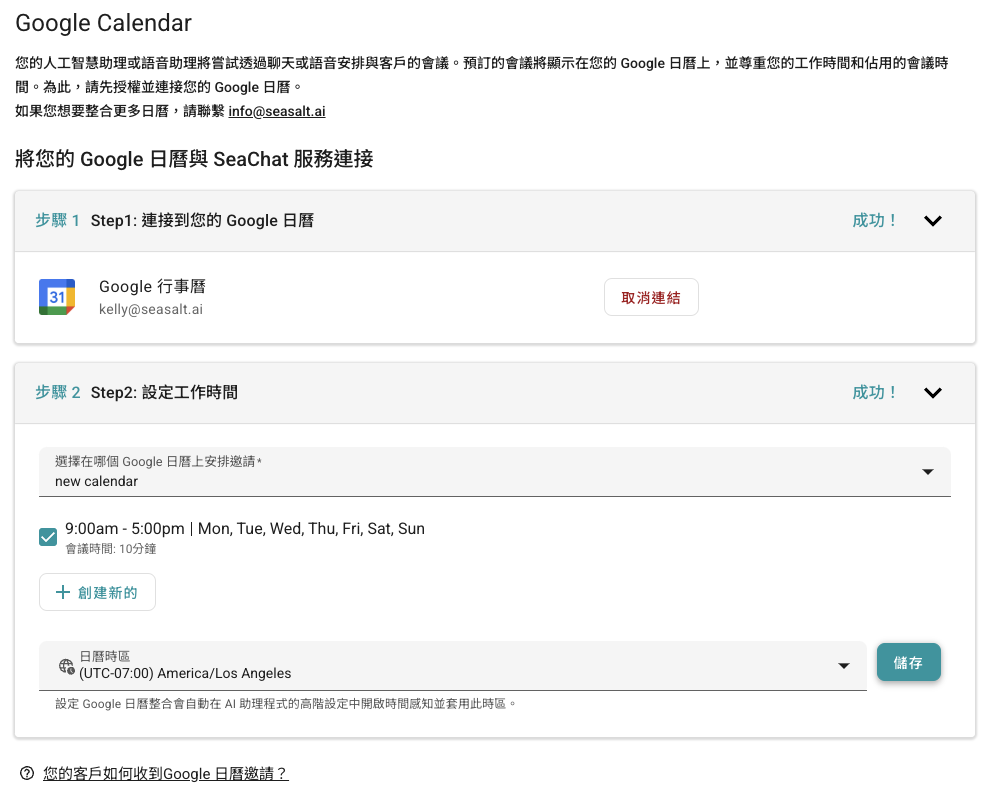 Google Calendar
您的人工智慧助理或語音助理將嘗試透過聊天或語音安排與客戶的會議。預訂的會議將顯示在您的 Google 日曆上，並尊重您的工作時間和佔用的會議時
間。為此，請先授權並連接您的 Google 日曆。
如果您想要整合更多日曆，請聯繫 info@seasalt.ai
將您的 Google 日曆與 SeaChat 服務連接
步驟 1 Step1: 連接到您的 Google 日曆 成功！
31
Google 行事曆
kelly@seasalt.ai
取消連結
步驟 2 Step2: 設定工作時間 成功！
選擇在哪個 Google 日曆上安排邀請*
new calendar
9:00am - 5:00pm | Mon, Tue, Wed, Thu, Fri, Sat, Sun
會議時間: 10分鐘
創建新的
日曆時區
(UTC-07:00) America/Los Angeles
儲存
設定 Google 日曆整合會自動在 AI 助理程式的高階設定中開啟時間感知並套用此時區。
您的客戶如何收到Google 日曆邀請？